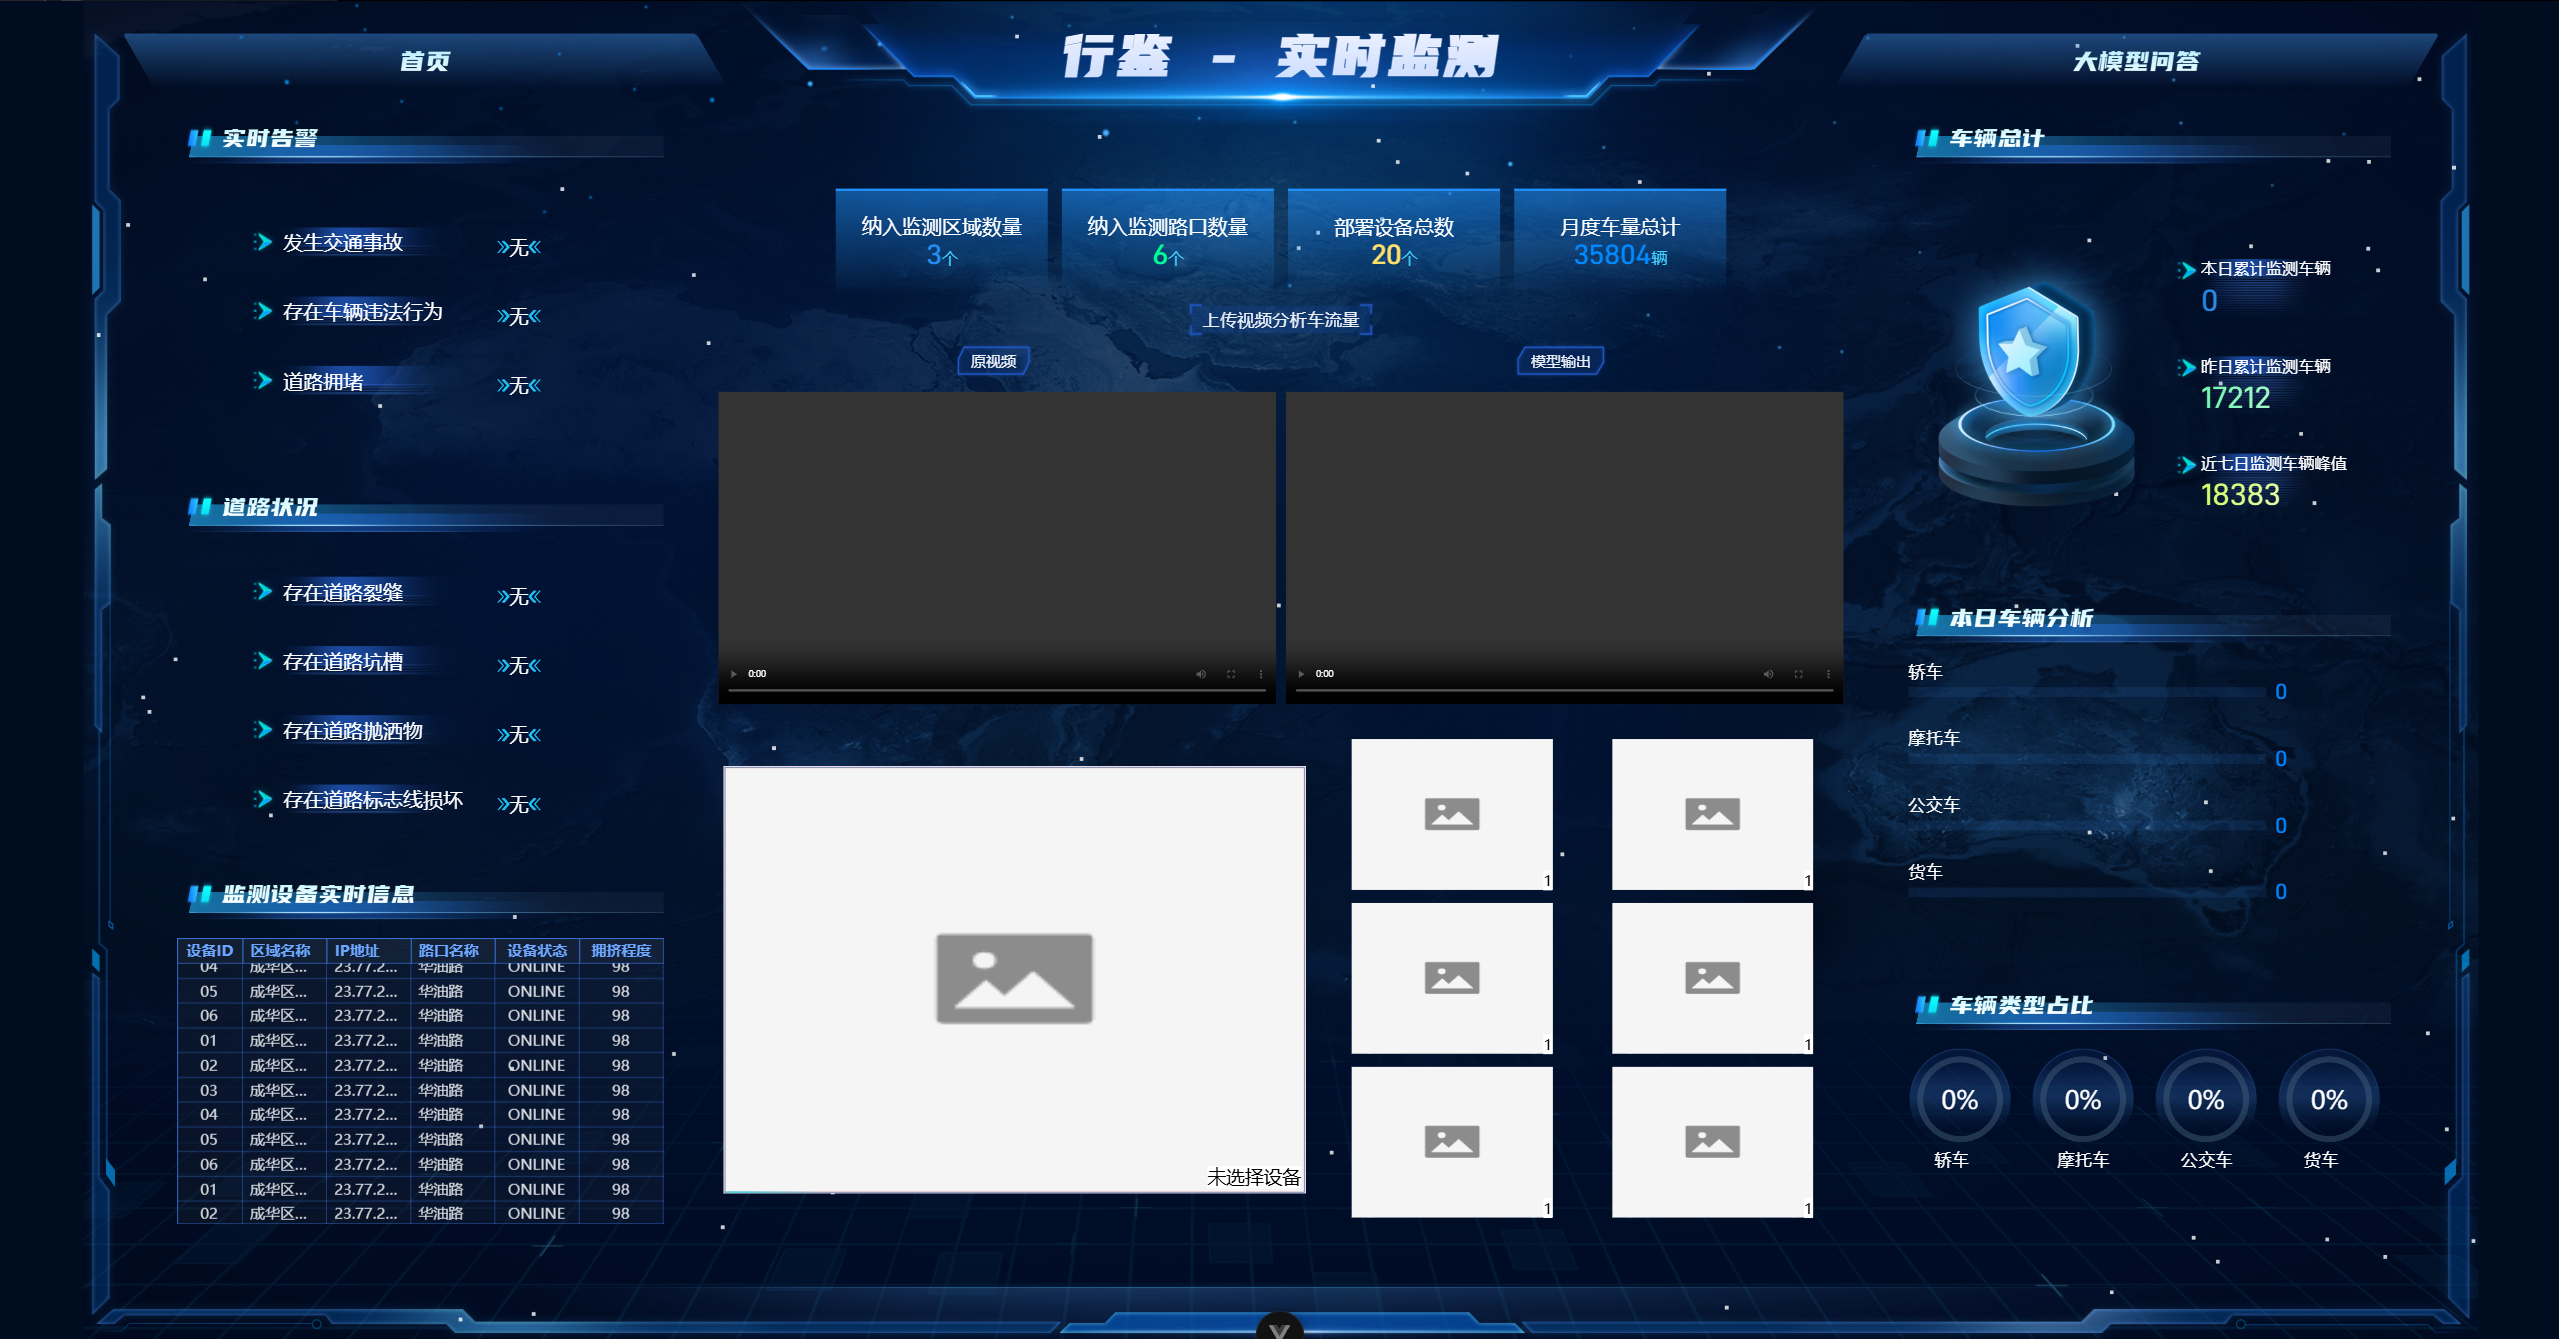 首页
行鉴 - 实时监测
大模型问答
实时告警
发生交通事故 »无«
存在车辆违法行为 »无«
道路拥堵 »无«
道路状况
存在道路裂缝 »无«
存在道路坑槽 »无«
存在道路抛洒物 »无«
存在道路标志线损坏 »无«
监测设备实时信息
设备ID 区域名称 IP地址 路口名称 设备状态 拥挤程度
04 成华区... 23.77.2... 华油路 ONLINE 98
05 成华区... 23.77.2... 华油路 ONLINE 98
06 成华区... 23.77.2... 华油路 ONLINE 98
01 成华区... 23.77.2... 华油路 ONLINE 98
02 成华区... 23.77.2... 华油路 ONLINE 98
03 成华区... 23.77.2... 华油路 ONLINE 98
04 成华区... 23.77.2... 华油路 ONLINE 98
05 成华区... 23.77.2... 华油路 ONLINE 98
06 成华区... 23.77.2... 华油路 ONLINE 98
01 成华区... 23.77.2... 华油路 ONLINE 98
02 成华区... 23.77.2... 华油路 ONLINE 98
纳入监测区域数量 纳入监测路口数量 部署设备总数 月度车量总计
3个 6个 20个 35804辆
上传视频分析车流量
原视频 模型输出
0:00 0:00
未选择设备
1 1
1 1
1 1
车辆总计
本日累计监测车辆
0
昨日累计监测车辆
17212
近七日监测车辆峰值
18383
本日车辆分析
轿车
0
摩托车
0
公交车
0
货车
0
车辆类型占比
0% 0% 0% 0%
轿车 摩托车 公交车 货车